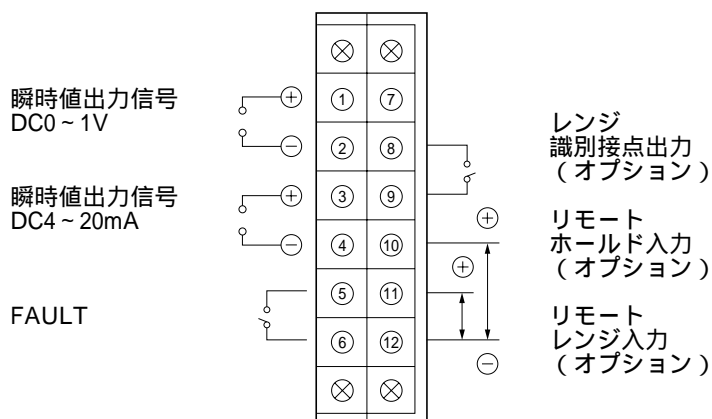 瞬時値出力信号
DC0~1V
瞬時値出力信号
DC4~20mA
FAULT
+
-
+
-
1 7
2 8
3 9
4 10
5 11
6 12
レンジ
識別接点出力
(オプション)
+
リモート
ホールド入力
(オプション)
+
リモート
レンジ入力
(オプション)
-